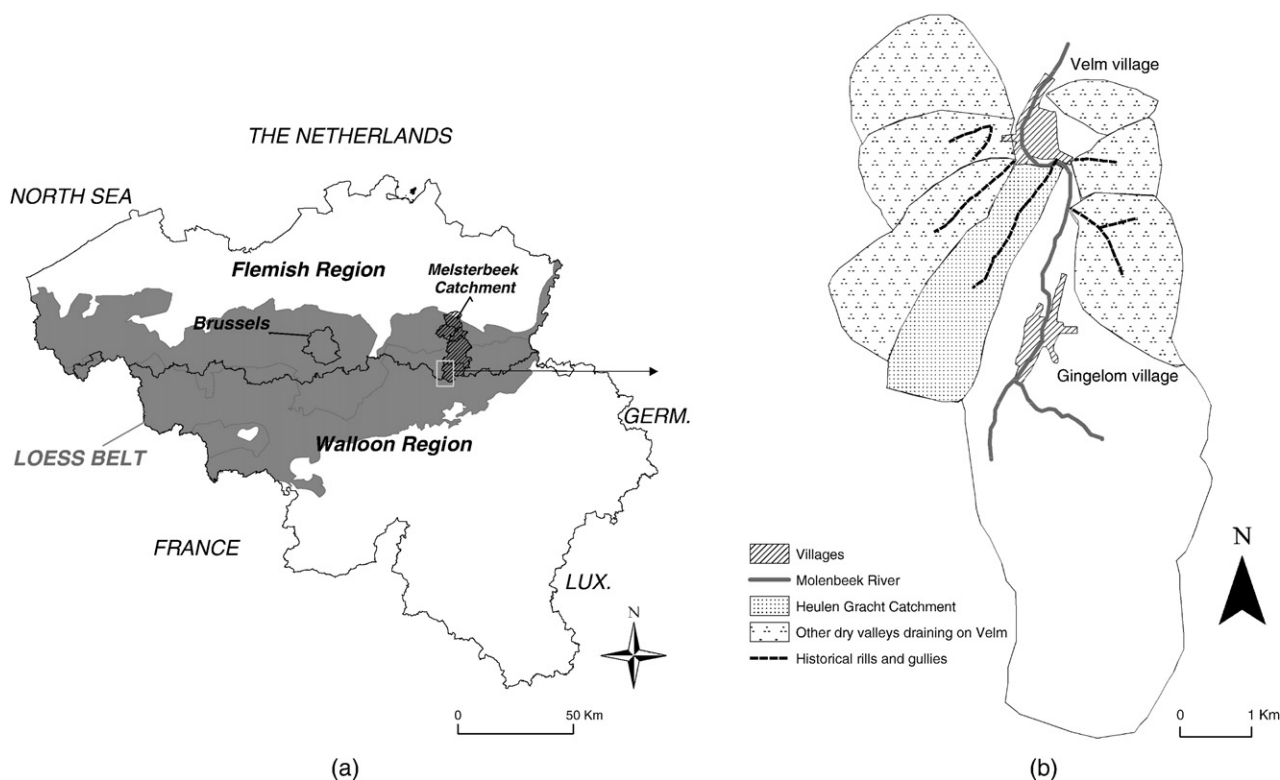 THE NETHERLANDS
NORTH SEA
Flemish Region
Melsterbeek
Catchment
Brussels
GERM.
Walloon Region
LOESS BELT
FRANCE
LUX.
N
0 50 Km
(a)
Velm village
Gingelom village
Villages
Molenbeek River
Heulen Gracht Catchment
Other dry valleys draining on Velm
Historical rills and gullies
N
0 1 Km
(b)